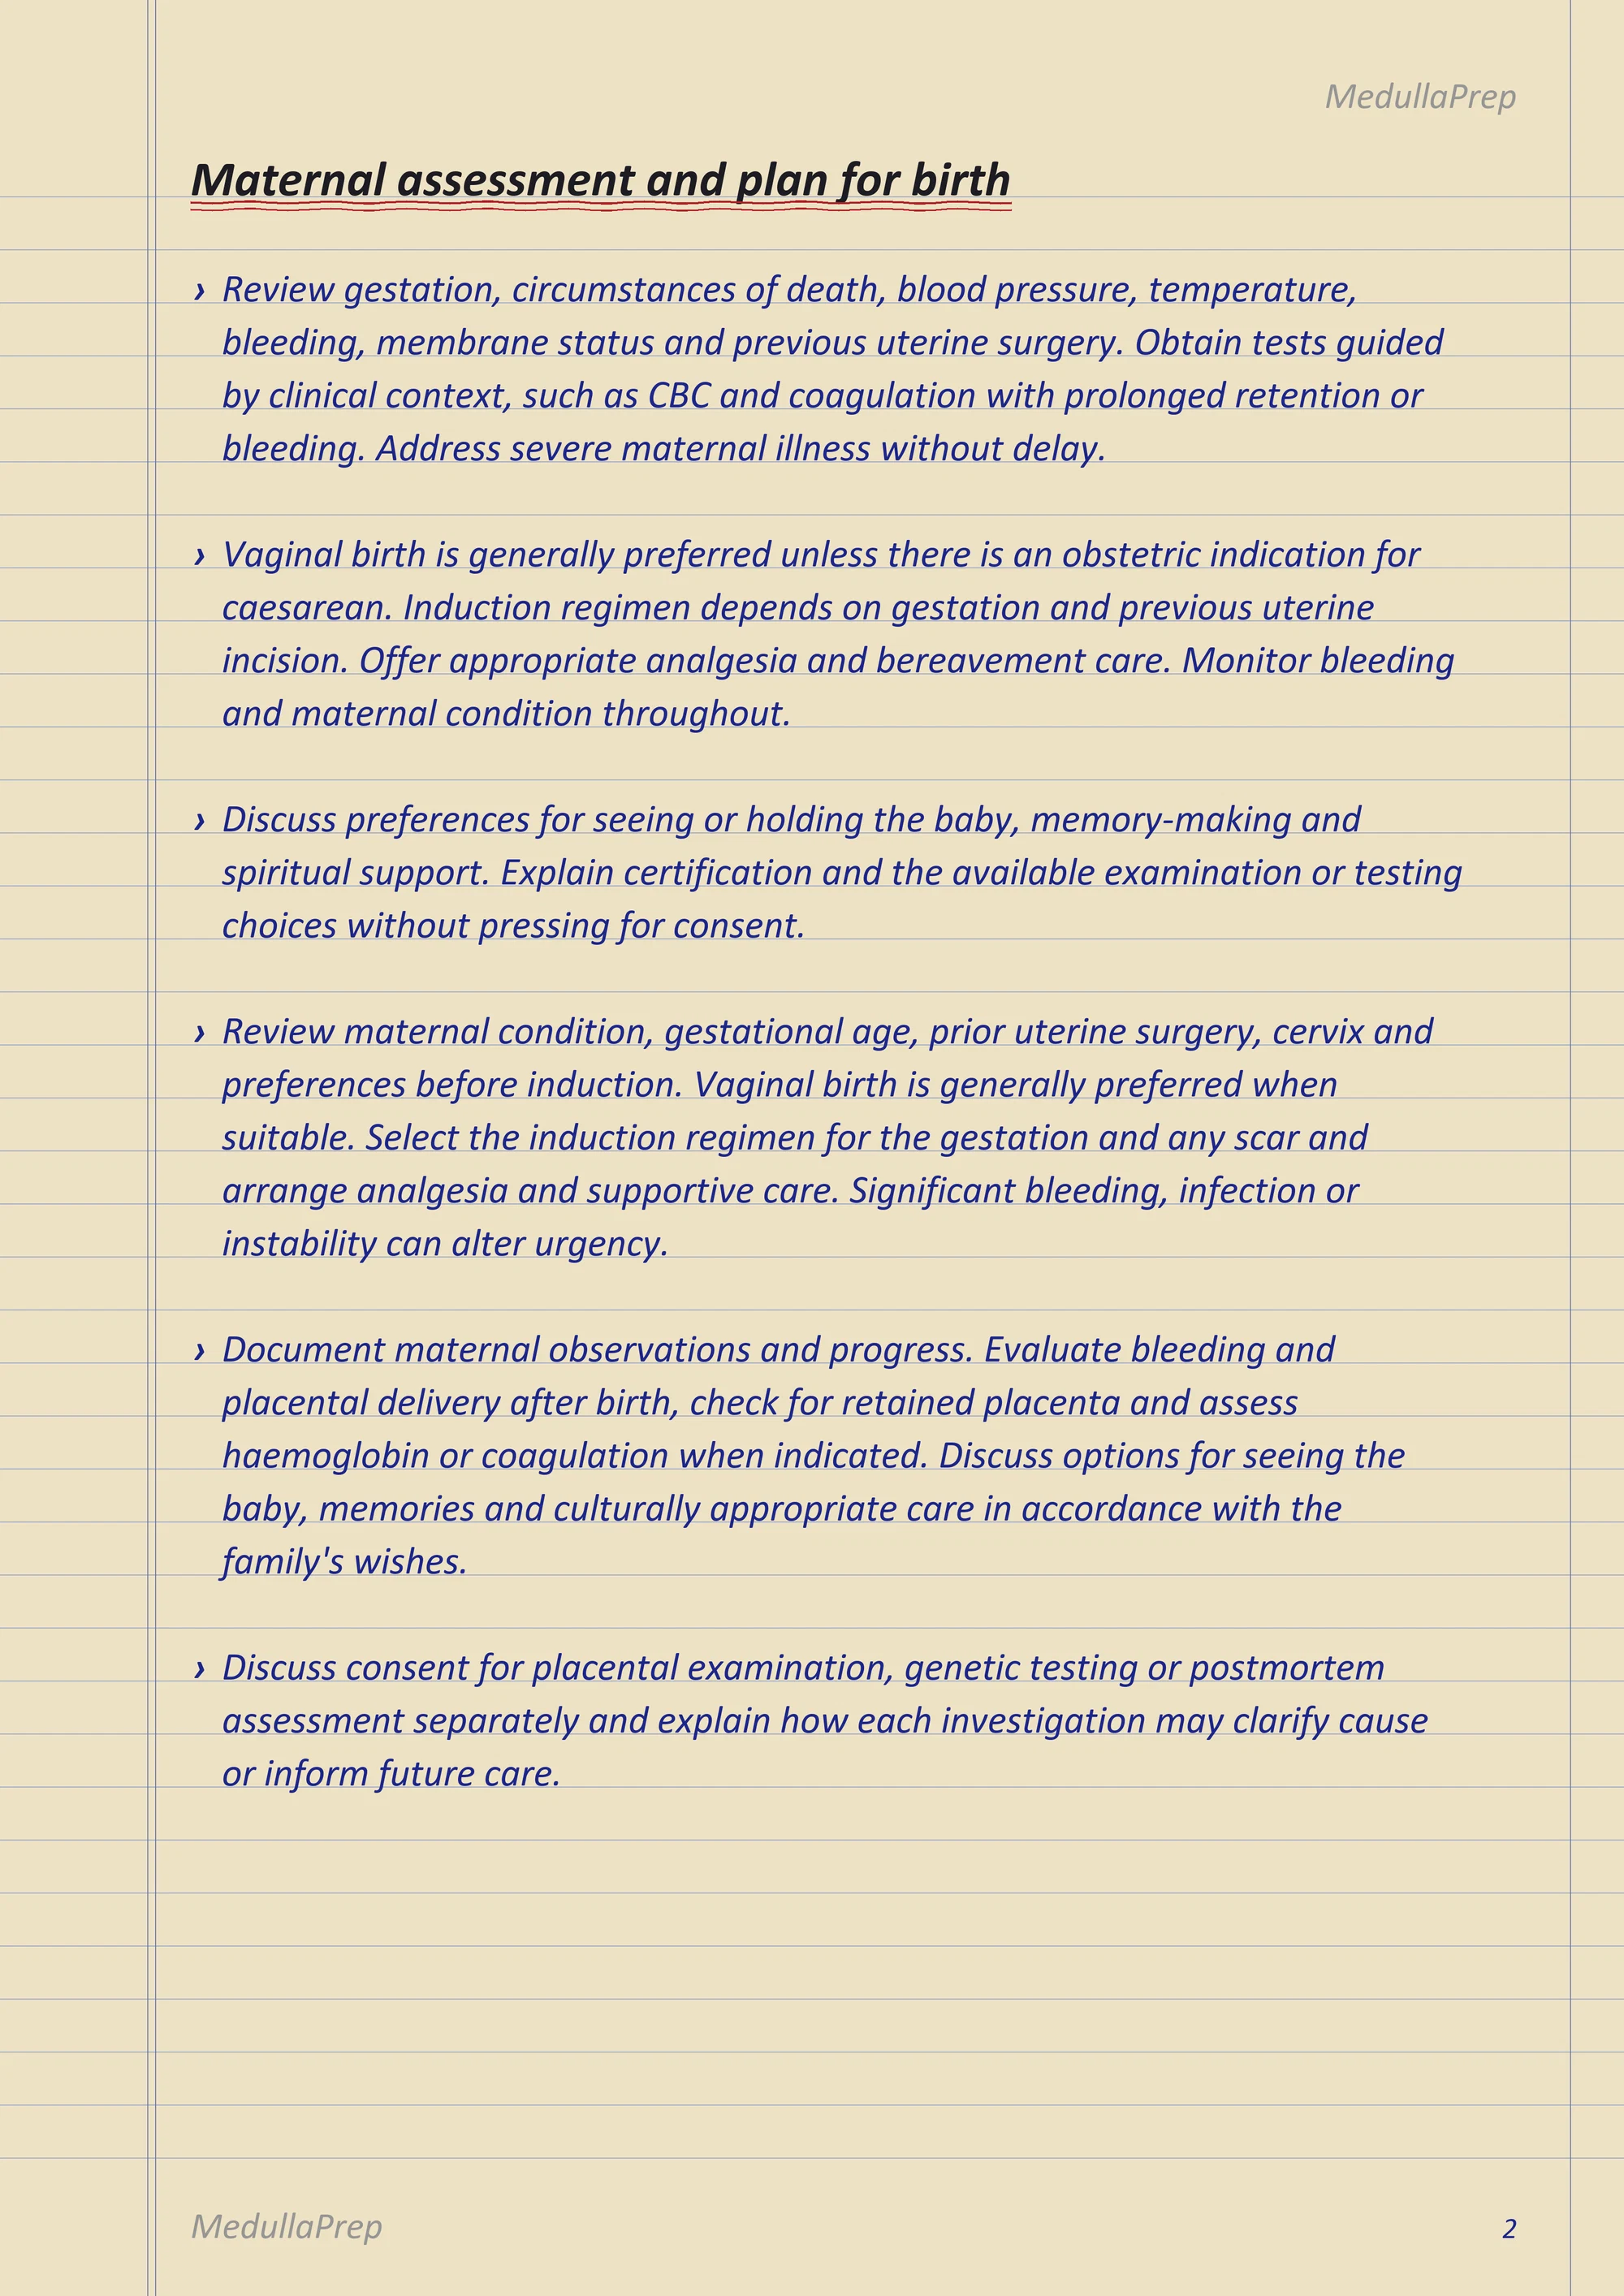 MedullaPrep
Maternal assessment and plan for birth
› Review gestation, circumstances of death, blood pressure, temperature,
bleeding, membrane status and previous uterine surgery. Obtain tests guided
by clinical context, such as CBC and coagulation with prolonged retention or
bleeding. Address severe maternal illness without delay.
› Vaginal birth is generally preferred unless there is an obstetric indication for
caesarean. Induction regimen depends on gestation and previous uterine
incision. Offer appropriate analgesia and bereavement care. Monitor bleeding
and maternal condition throughout.
› Discuss preferences for seeing or holding the baby, memory-making and
spiritual support. Explain certification and the available examination or testing
choices without pressing for consent.
› Review maternal condition, gestational age, prior uterine surgery, cervix and
preferences before induction. Vaginal birth is generally preferred when
suitable. Select the induction regimen for the gestation and any scar and
arrange analgesia and supportive care. Significant bleeding, infection or
instability can alter urgency.
› Document maternal observations and progress. Evaluate bleeding and
placental delivery after birth, check for retained placenta and assess
haemoglobin or coagulation when indicated. Discuss options for seeing the
baby, memories and culturally appropriate care in accordance with the
family's wishes.
› Discuss consent for placental examination, genetic testing or postmortem
assessment separately and explain how each investigation may clarify cause
or inform future care.
MedullaPrep
2